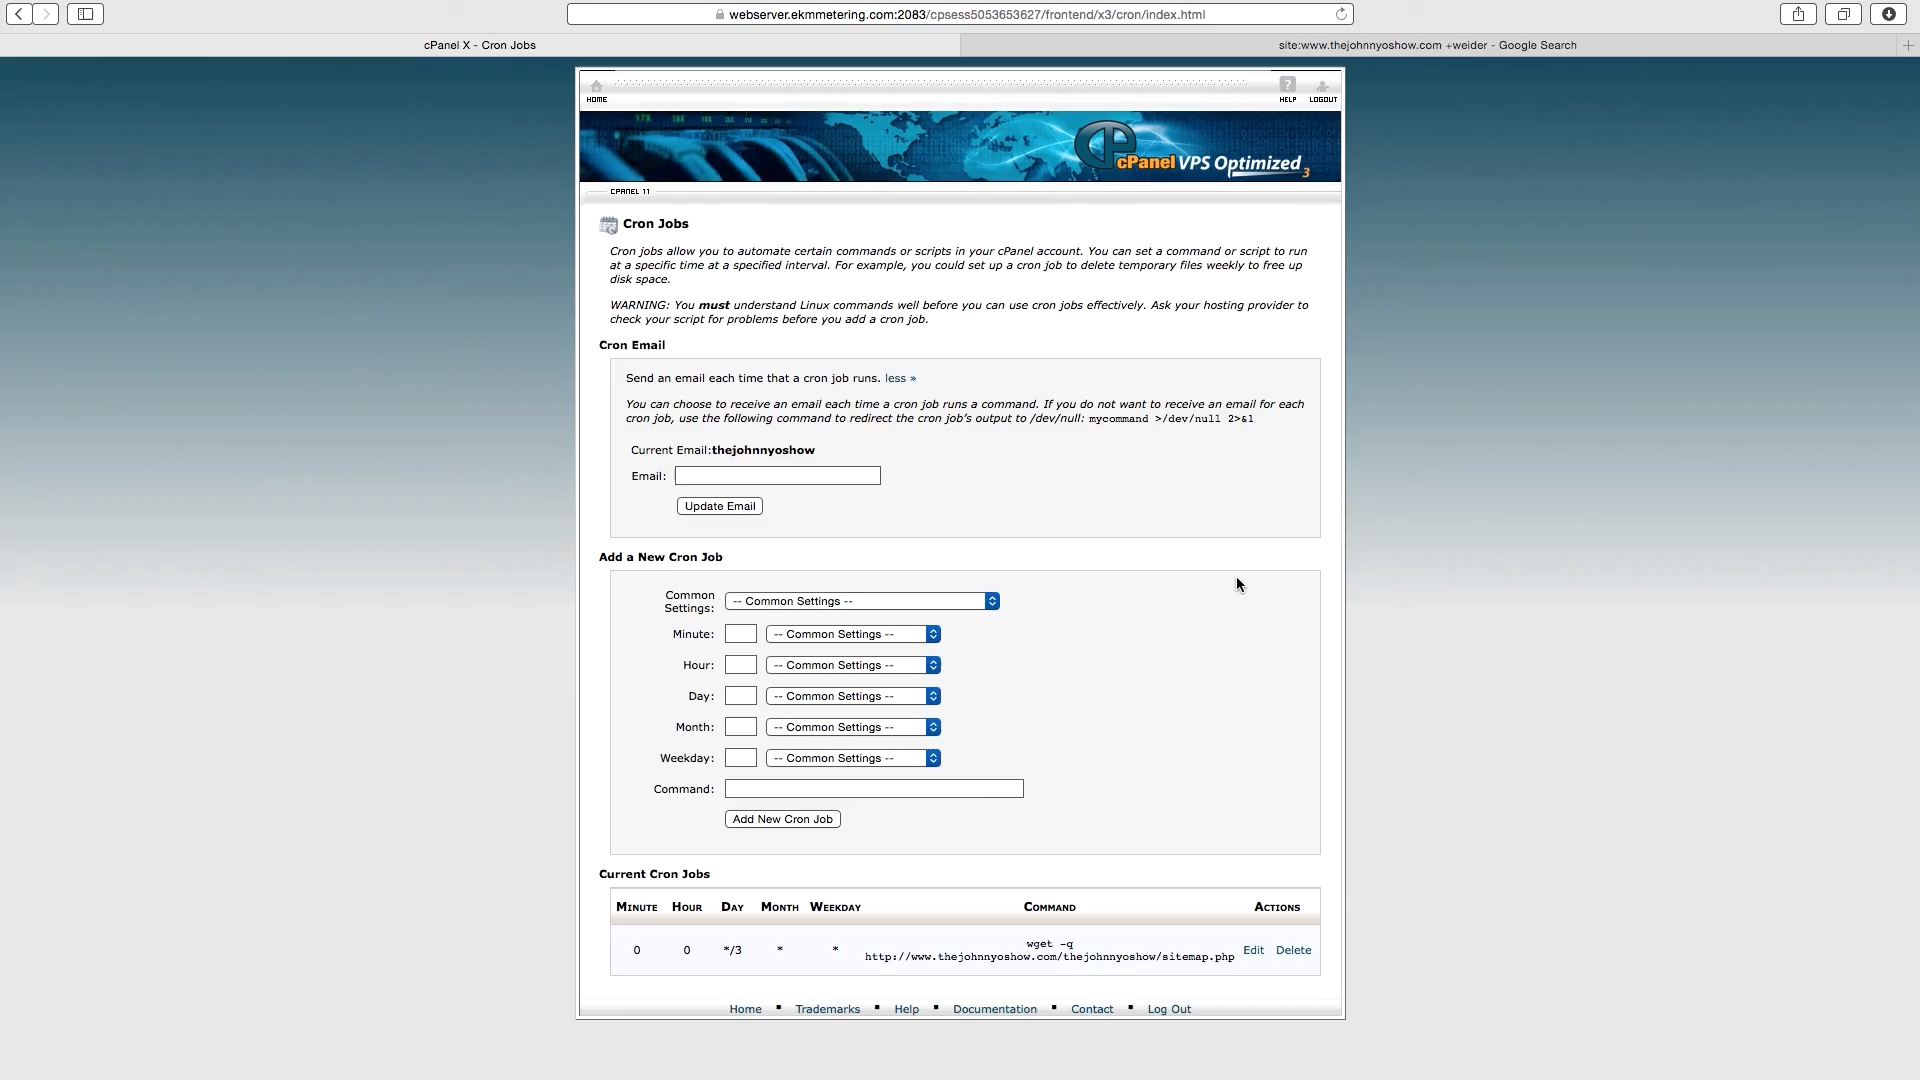 webserver.ekmmetering.com:2083/cpsess5053653627/frontend/x3/cron/index.html
cPanel X - Cron Jobs
site:www.thejohnnyoshow.com +weider - Google Search
HOME
HELP
LOGOUT
cPanel VPS Optimized 3
CPANEL 11
Cron Jobs
Cron jobs allow you to automate certain commands or scripts in your cPanel account. You can set a command or script to run
at a specific time at a specified interval. For example, you could set up a cron job to delete temporary files weekly to free up
disk space.
WARNING: You must understand Linux commands well before you can use cron jobs effectively. Ask your hosting provider to
check your script for problems before you add a cron job.
Cron Email
Send an email each time that a cron job runs. less »
You can choose to receive an email each time a cron job runs a command. If you do not want to receive an email for each
cron job, use the following command to redirect the cron job's output to /dev/null: mycommand >/dev/null 2>&1
Current Email:thejohnnyoshow
Email:
Update Email
Add a New Cron Job
Common
Settings:
-- Common Settings --
Minute: -- Common Settings --
Hour: -- Common Settings --
Day: -- Common Settings --
Month: -- Common Settings --
Weekday: -- Common Settings --
Command:
Add New Cron Job
Current Cron Jobs
MINUTE HOUR DAY MONTH WEEKDAY COMMAND ACTIONS
0 0 */3 * * wget -q
http://www.thejohnnyoshow.com/thejohnnyoshow/sitemap.php Edit Delete
Home ▪ Trademarks ▪ Help ▪ Documentation ▪ Contact ▪ Log Out